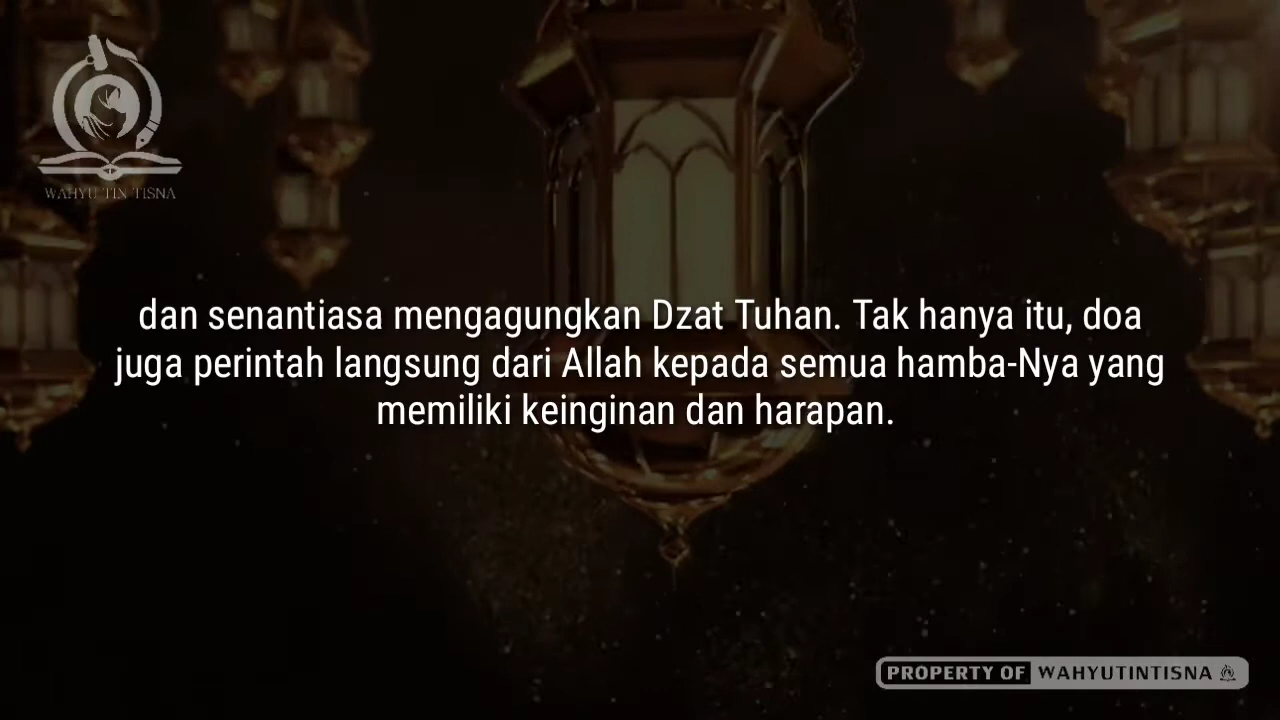 WAHYU TIN TISNA
dan senantiasa mengagungkan Dzat Tuhan. Tak hanya itu, doa
juga perintah langsung dari Allah kepada semua hamba-Nya yang
memiliki keinginan dan harapan.
PROPERTY OF WAHYUTINTISNA